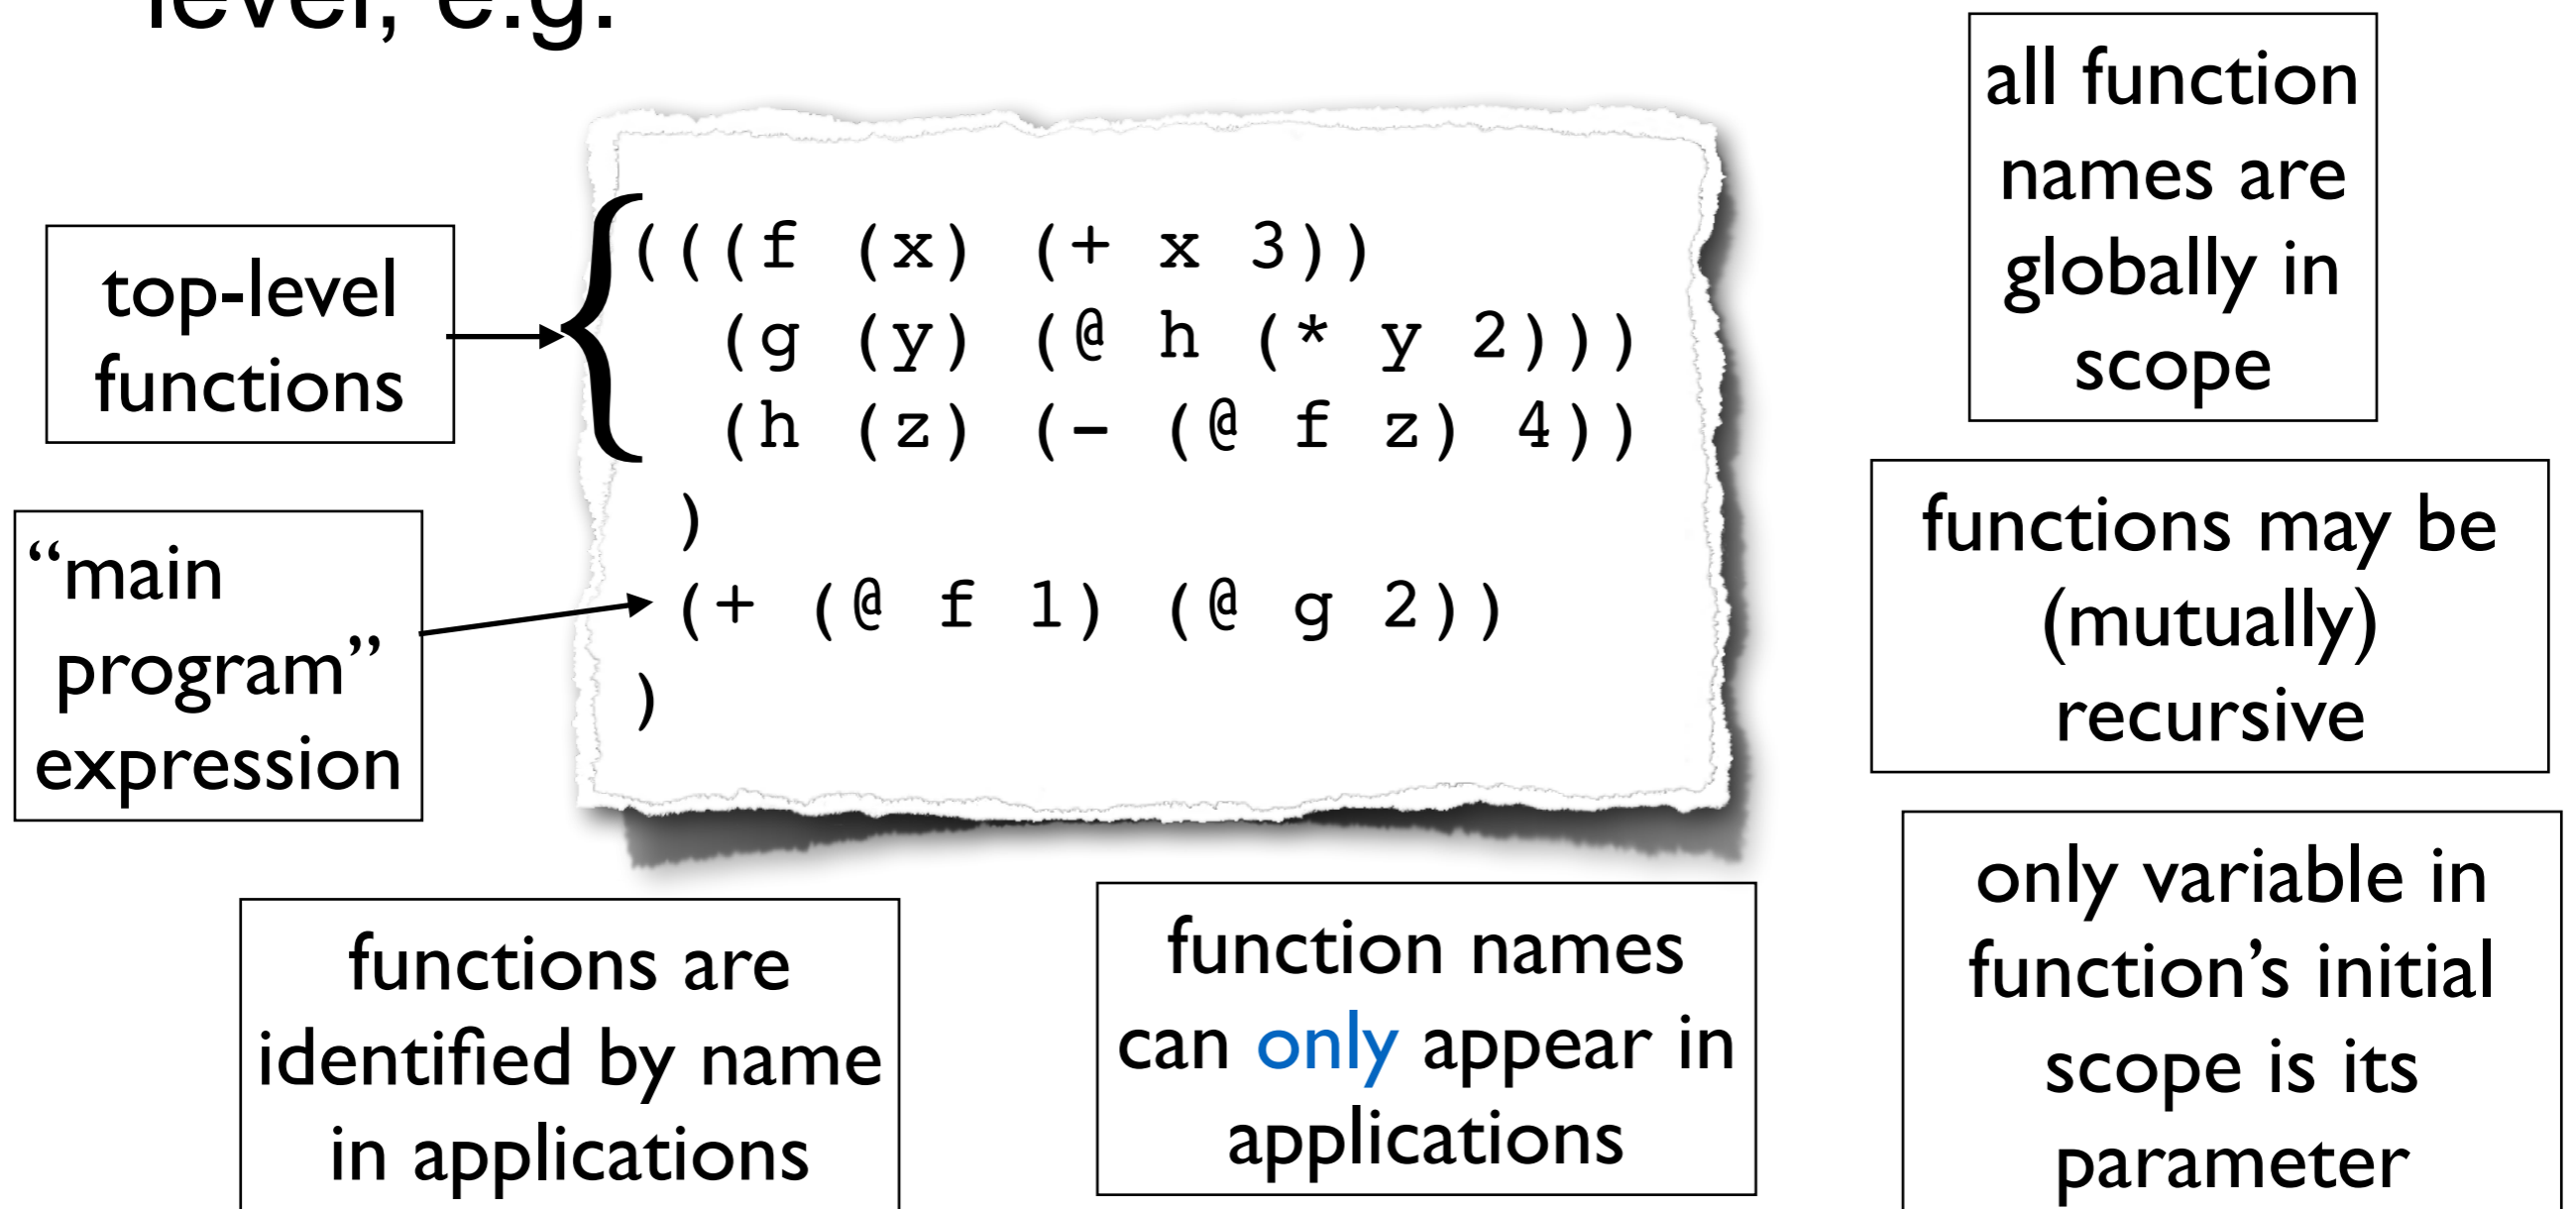 level, e.g.
top-level
functions
(((f (x) (+ x 3))
(g (y) (@ h (* y 2)))
(h (z) (- (@ f z) 4))
)
(+ (@ f 1) (@ g 2))
)
“main
program”
expression
all function
names are
globally in
scope
functions may be
(mutually)
recursive
only variable in
function’s initial
scope is its
parameter
functions are
identified by name
in applications
function names
can only appear in
applications